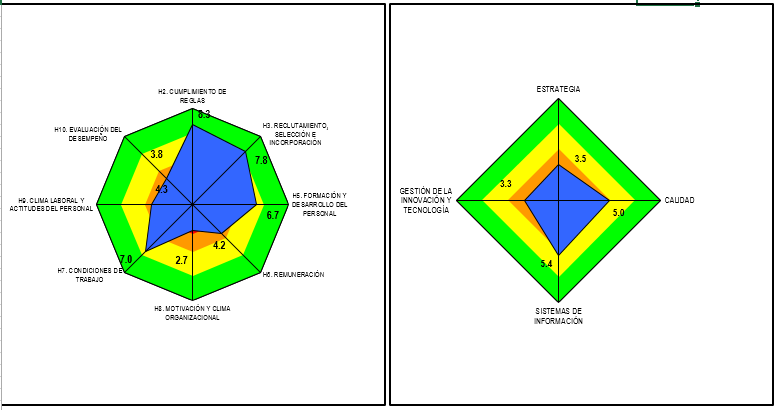 H2. CUMPLIMIENTO DE
REGLAS
8.3
H10. EVALUACIÓN DEL
DESEMPEÑO
H3. RECLUTAMIENTO,
SELECCIÓN E
INCORPORACIÓN
3.8
7.8
4.3
H9. CLIMA LABORAL Y
ACTITUDES DEL PERSONAL
H5. FORMACIÓN Y
DESARROLLO DEL
PERSONAL
6.7
4.2
7.0
2.7
H7. CONDICIONES DE
TRABAJO
H6. REMUNERACIÓN
H8. MOTIVACIÓN Y CLIMA
ORGANIZACIONAL
ESTRATEGIA
3.5
3.3
GESTIÓN DE LA
INNOVACIÓN Y
TECNOLOGÍA
CALIDAD
5.0
5.4
SISTEMAS DE
INFORMACIÓN